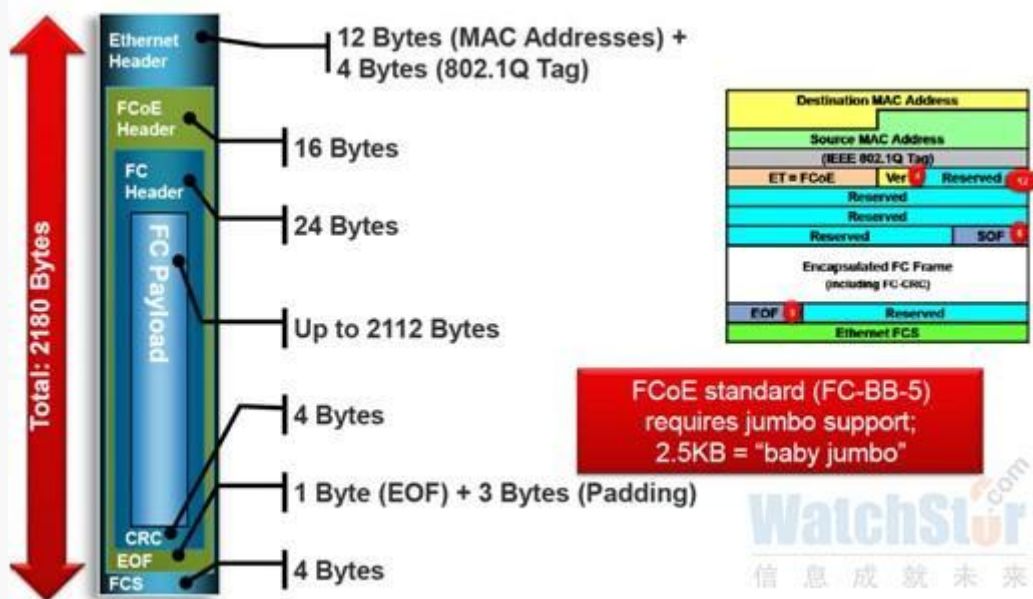 Total: 2180 Bytes
Ethernet
Header
12 Bytes (MAC Addresses) +
4 Bytes (802.1Q Tag)
FCoE
Header
16 Bytes
FC
Header
24 Bytes
FC Payload
Up to 2112 Bytes
4 Bytes
1 Byte (EOF) + 3 Bytes (Padding)
CRC
EOF
FCS
4 Bytes
Destination MAC Address
Source MAC Address
(IEEE 802.1Q Tag)
ET = FCoE Ver Reserved
Reserved
Reserved
Reserved SOF
Encapsulated FC Frame
(including FC-CRC)
EOF Reserved
Ethernet FCS
FCoE standard (FC-BB-5)
requires jumbo support;
2.5KB = “baby jumbo”
WatchStor.com
信息成就未来